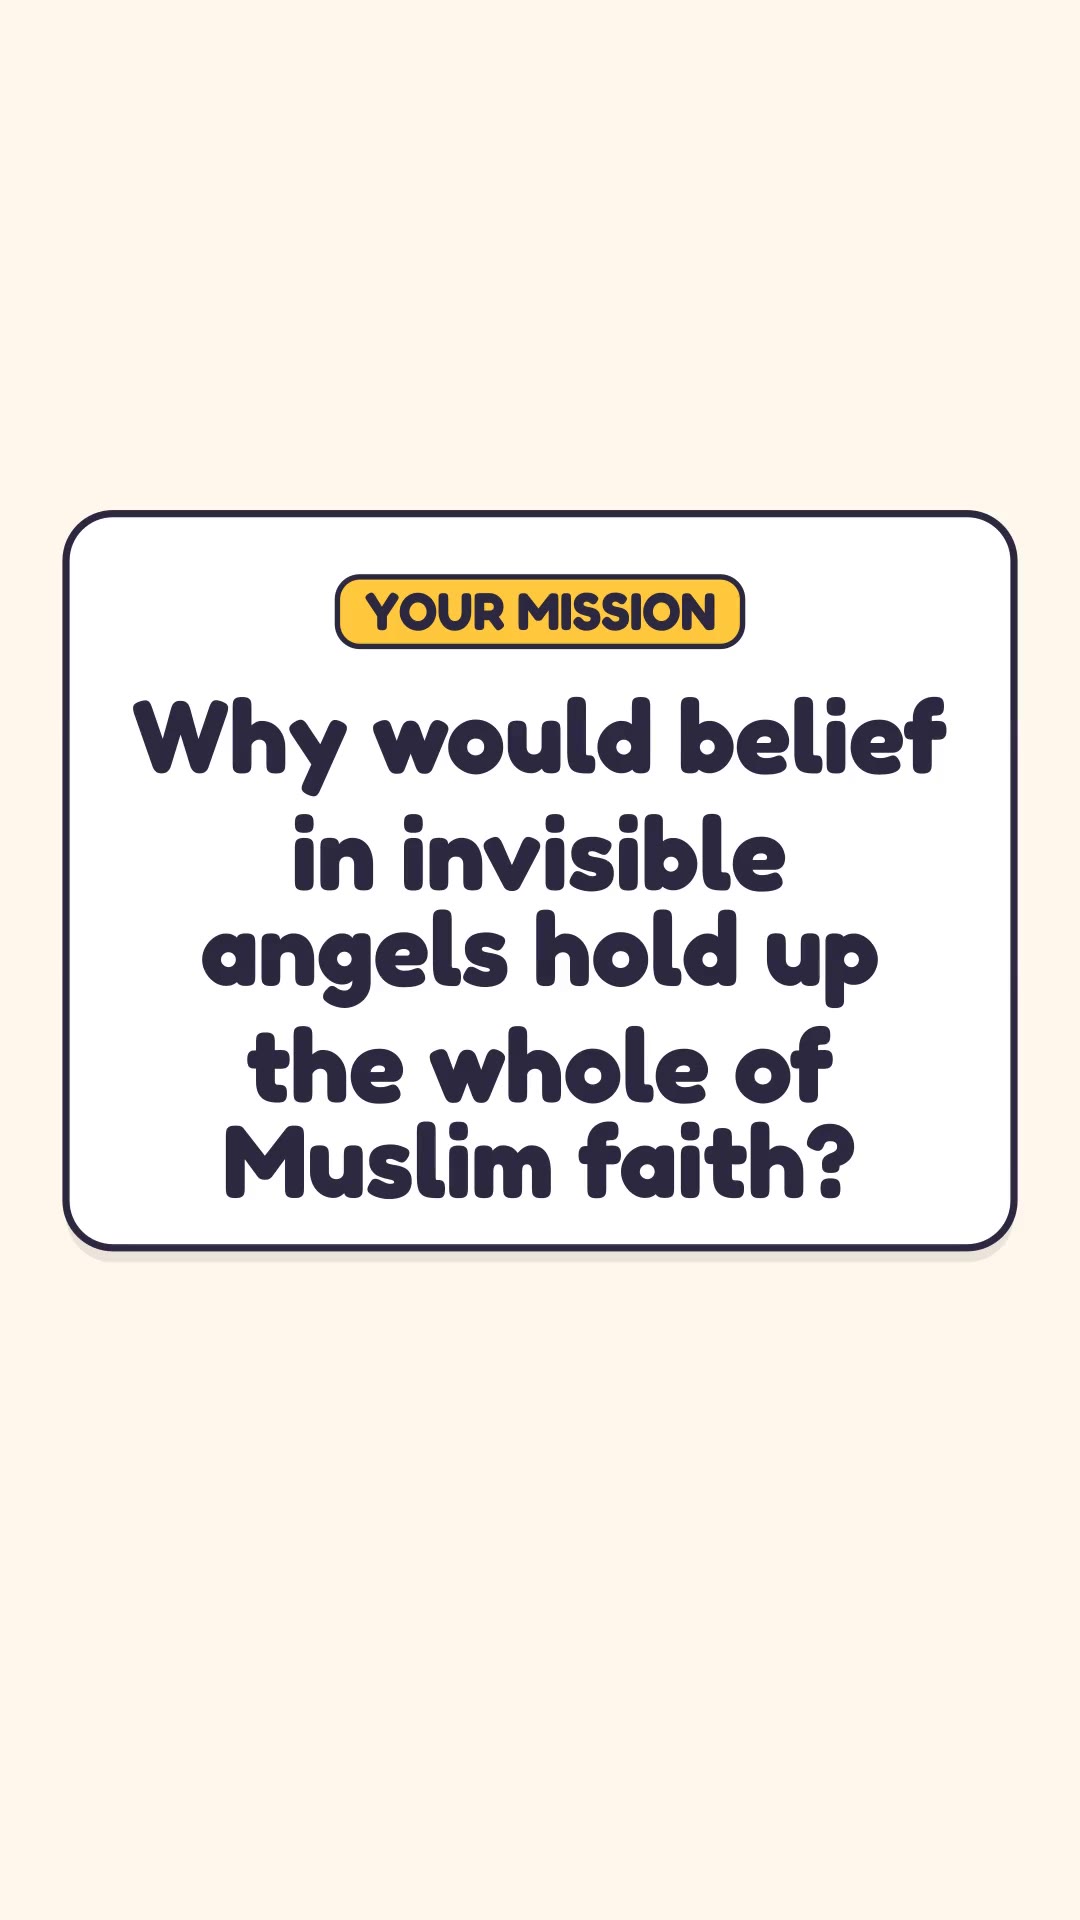 YOUR MISSION
Why would belief
in invisible
angels hold up
the whole of
Muslim faith?